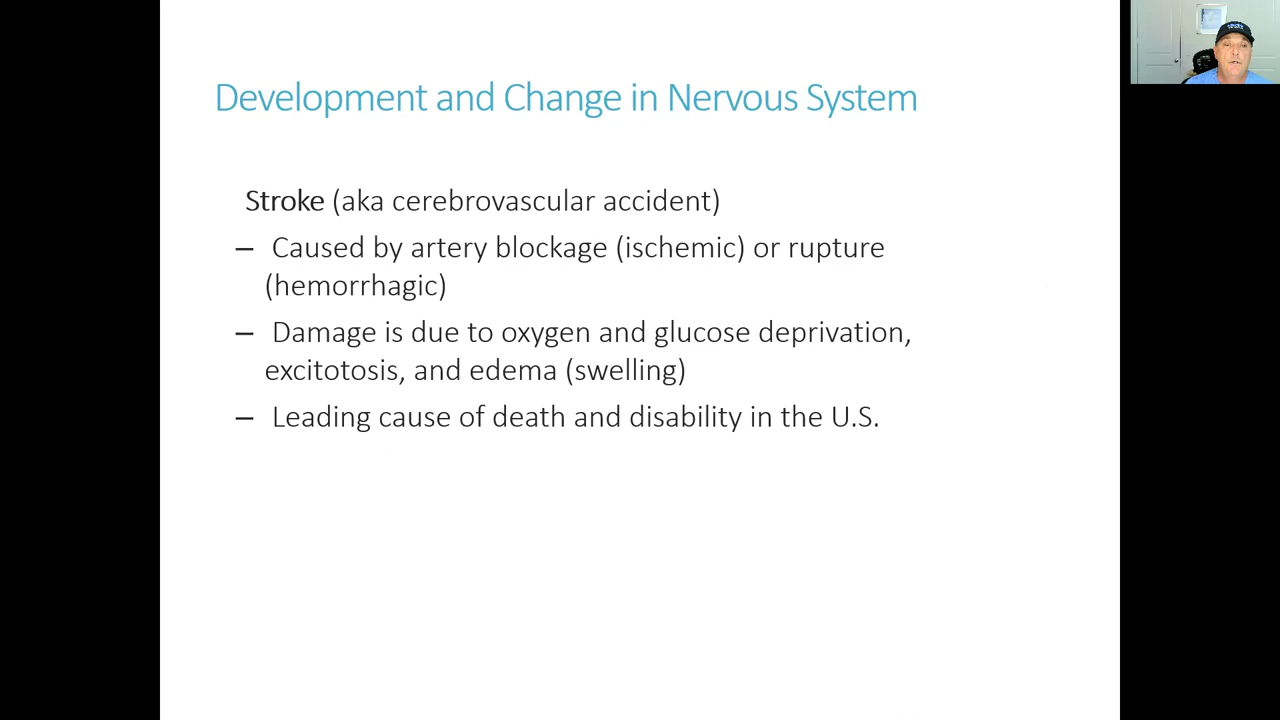 Development and Change in Nervous System
Stroke (aka cerebrovascular accident)
– Caused by artery blockage (ischemic) or rupture
(hemorrhagic)
– Damage is due to oxygen and glucose deprivation,
excitotosis, and edema (swelling)
– Leading cause of death and disability in the U.S.